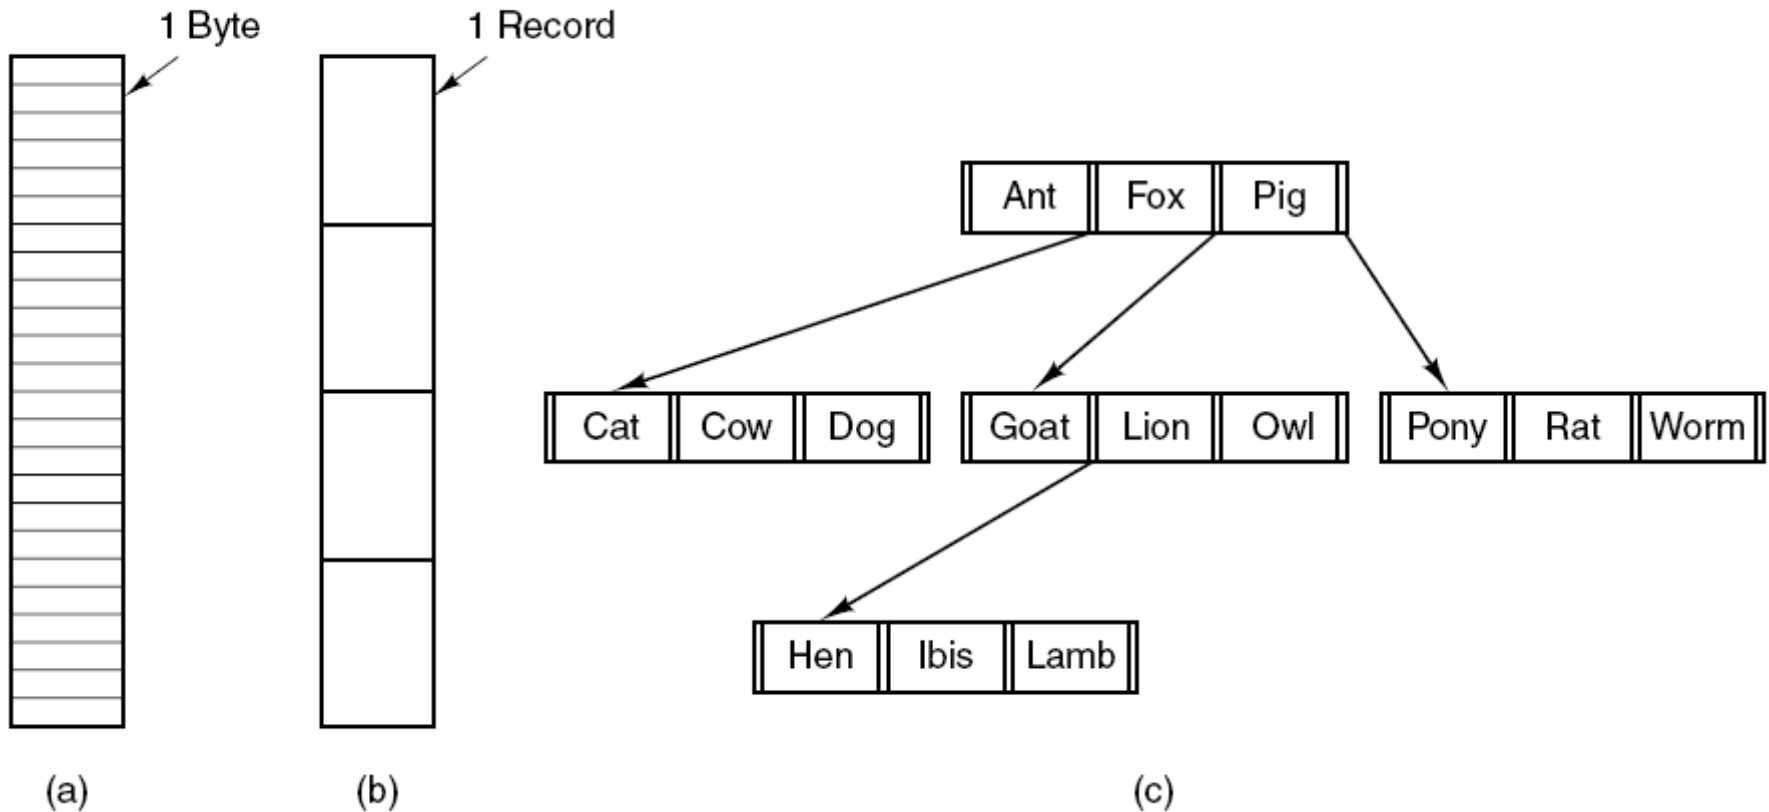 1 Byte
1 Record
Ant Fox Pig
Cat Cow Dog
Goat Lion Owl
Pony Rat Worm
Hen Ibis Lamb
(a)
(b)
(c)